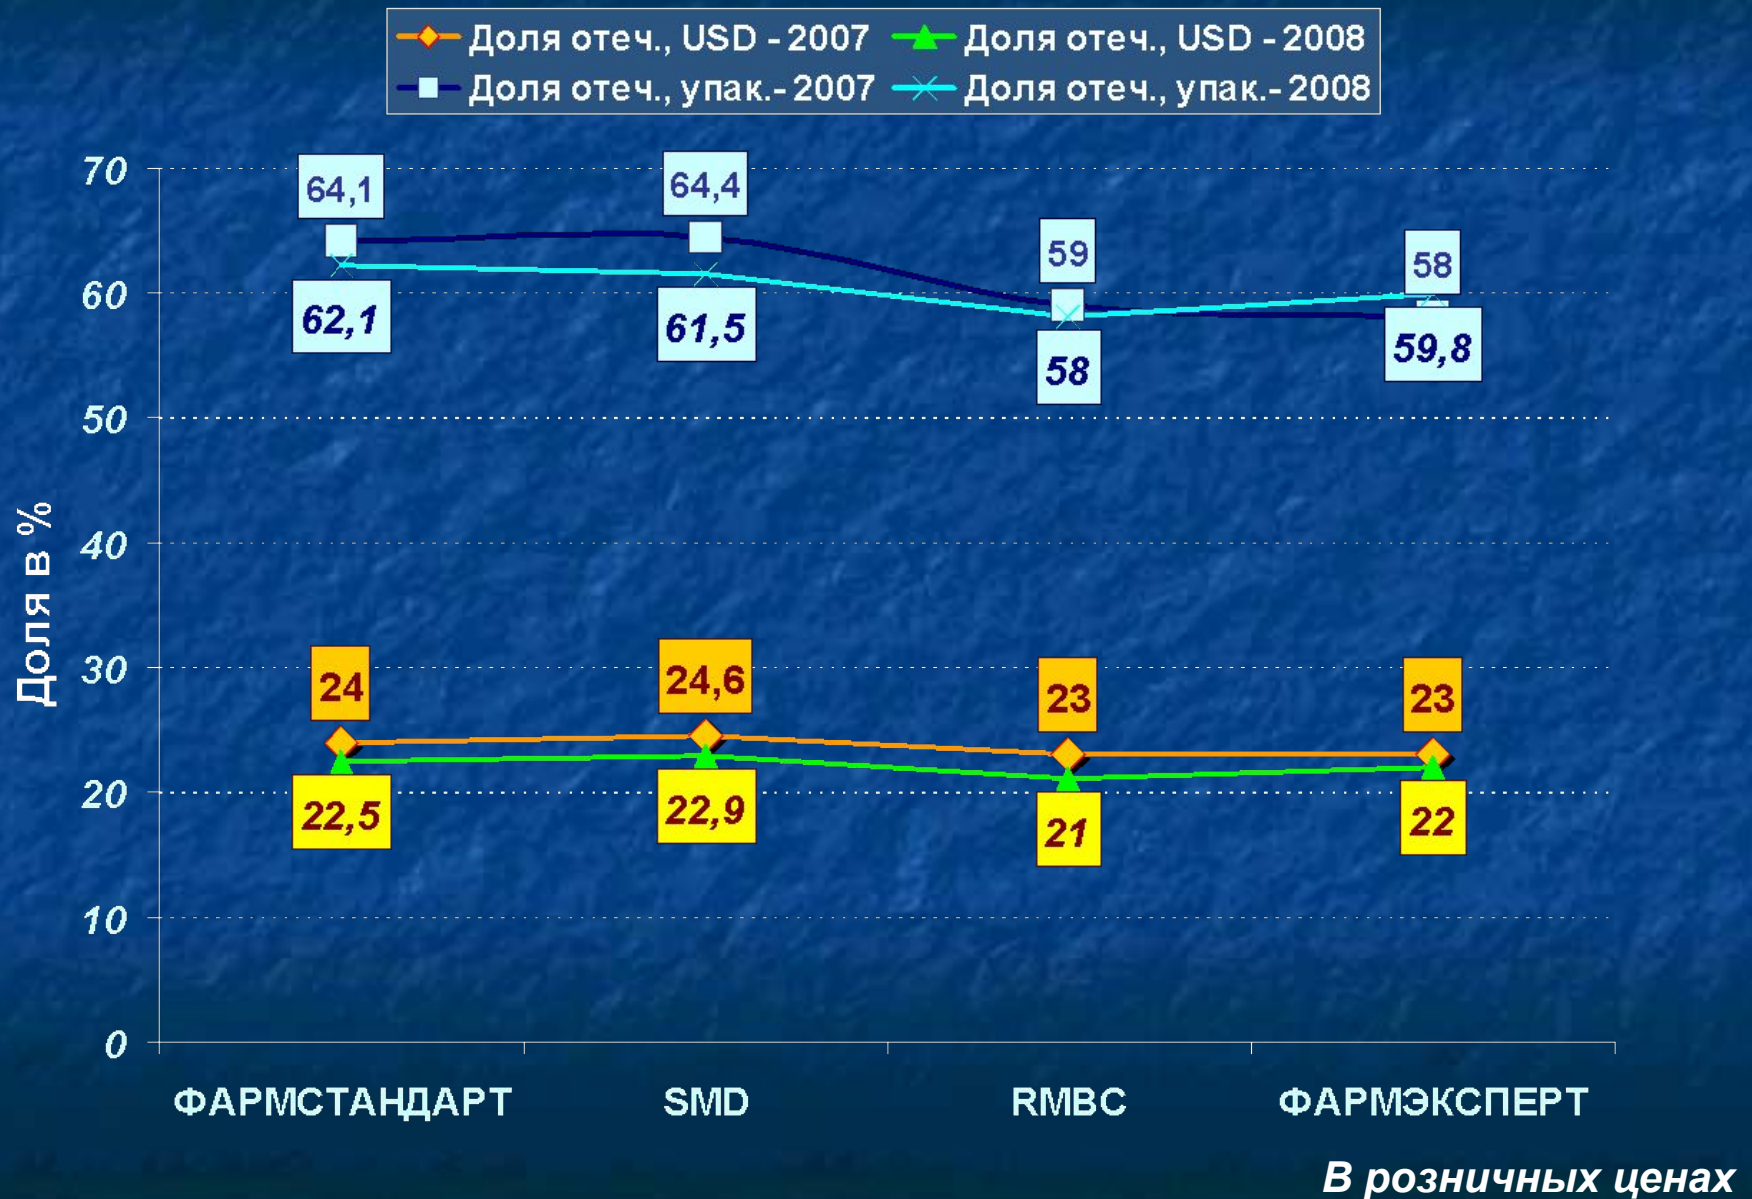 Доля отеч., USD - 2007 Доля отеч., USD - 2008
Доля отеч., упак.- 2007 Доля отеч., упак.- 2008
70
64,1 64,4
59 58
60
62,1 61,5 58 59,8
50
Доля в %
40
30
24 24,6 23 23
20
22,5 22,9 21 22
10
0
ФАРМСТАНДАРТ SMD RMBC ФАРМЭКСПЕРТ
В розничных ценах